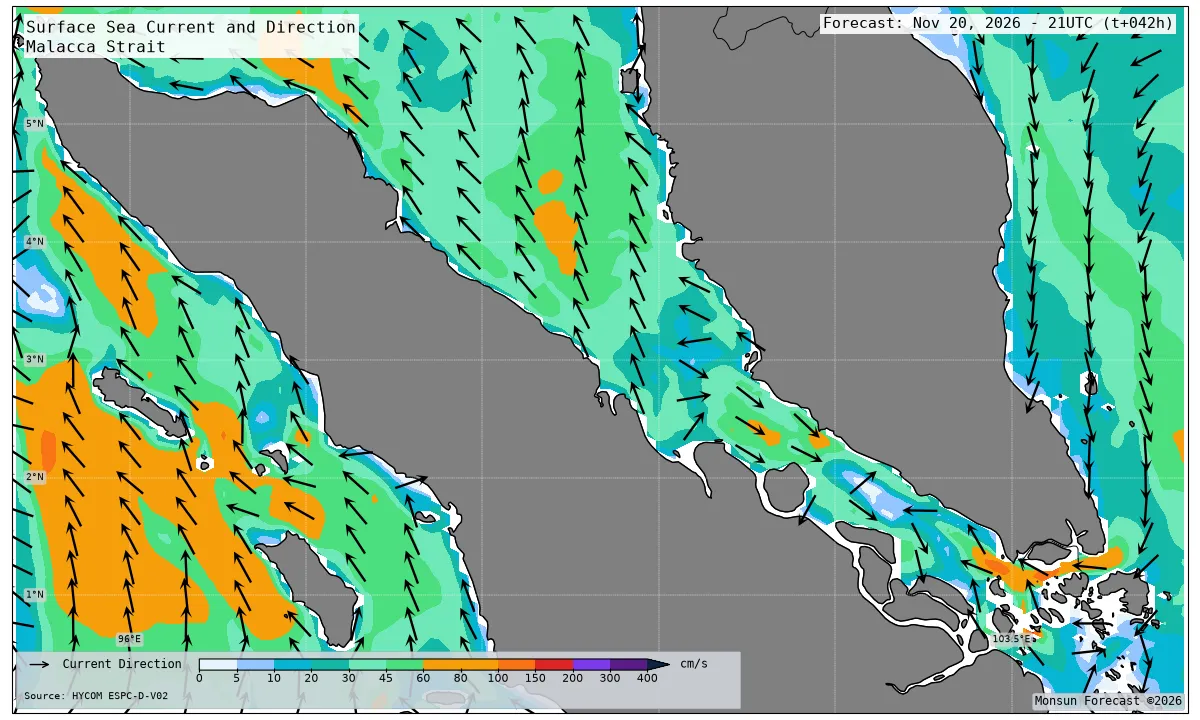 Surface Sea Current and Direction
Malacca Strait
Forecast: Nov 20, 2026 - 21UTC (t+042h)
5°N
4°N
3°N
2°N
1°N
96°E
103.5°E
Current Direction
0 5 10 20 30 45 60 80 100 150 200 300 400
cm/s
Source: HYCOM ESPC-D-V02
Monsun Forecast ©2026